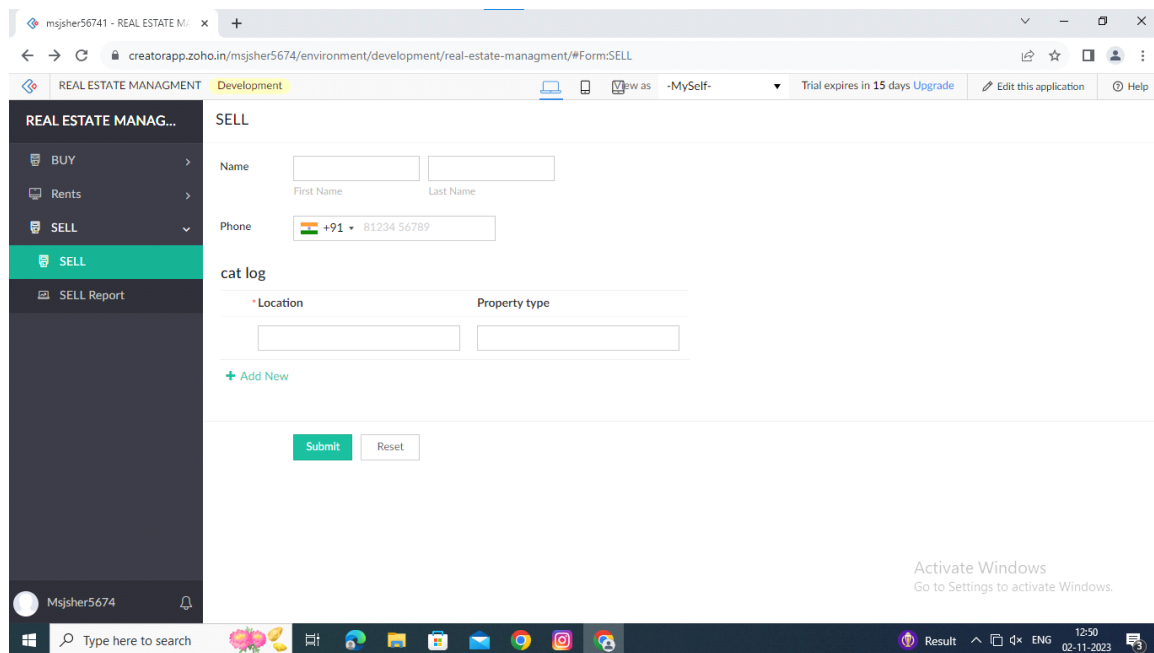 msjsher56741 - REAL ESTATE MA
creatorapp.zoho.in/msjsher5674/environment/development/real-estate-managment/#Form:SELL
REAL ESTATE MANAGMENT Development View as -MySelf- Trial expires in 15 days Upgrade Edit this application Help
REAL ESTATE MANAG... SELL
BUY
Rents
SELL
SELL
SELL Report
Name
First Name Last Name
Phone +91 81234 56789
cat log
*Location Property type
+ Add New
Submit Reset
Activate Windows
Go to Settings to activate Windows.
Msjsher5674
Type here to search Result ENG 12:50
02-11-2023 3